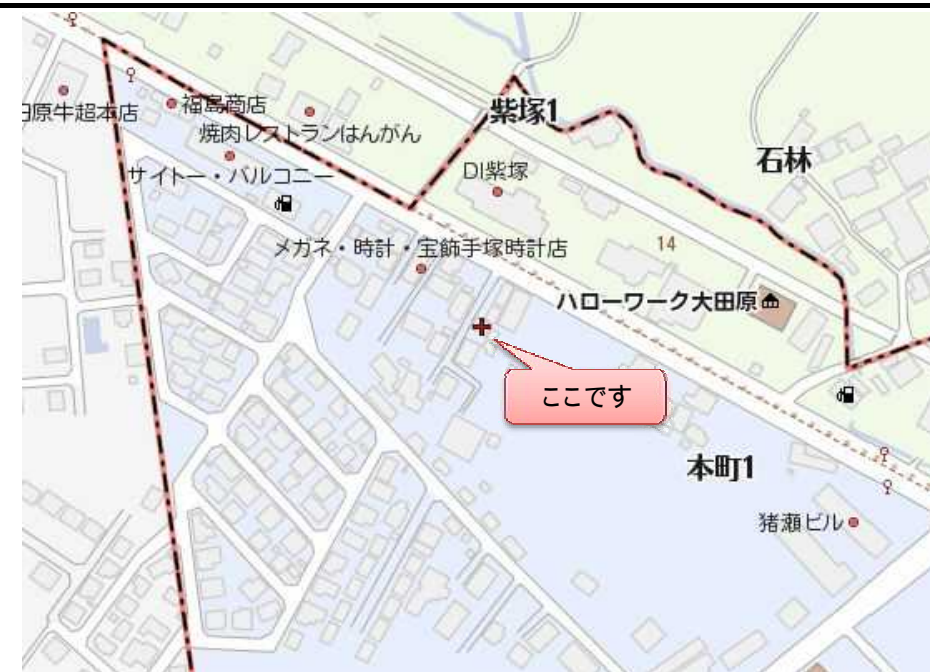 紫塚1
福島商店
田原牛超本店
焼肉レストランはんがん
石林
サイトー・バルコニー
DI紫塚
メガネ・時計・宝飾手塚時計店
14
ハローワーク大田原
ここです
本町1
猪瀬ビル